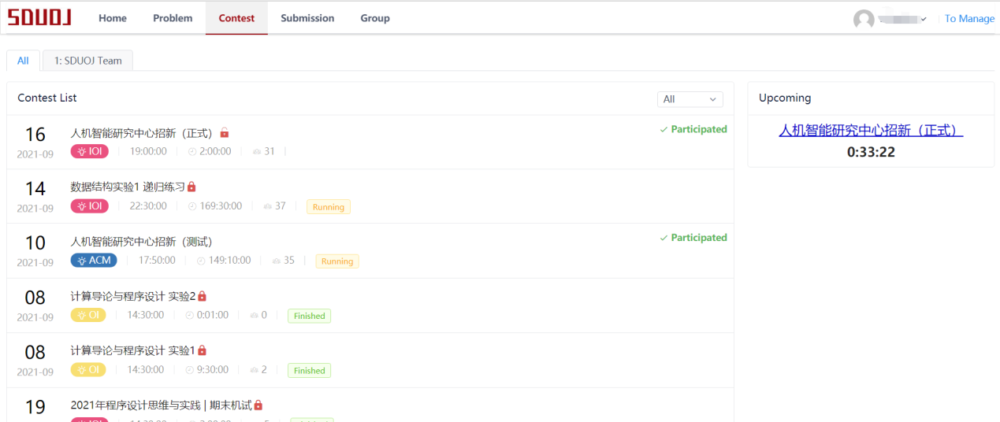 SDUOJ Home Problem Contest Submission Group To Manage
All 1: SDUOJ Team
Contest List All
16 人机智能研究中心招新（正式） Participated
2021-09 IOI 19:00:00 2:00:00 31
14 数据结构实验1 递归练习
2021-09 IOI 22:30:00 169:30:00 37 Running
10 人机智能研究中心招新（测试） Participated
2021-09 ACM 17:50:00 149:10:00 35 Running
08 计算导论与程序设计 实验2
2021-09 OI 14:30:00 0:01:00 0 Finished
08 计算导论与程序设计 实验1
2021-09 OI 14:30:00 9:30:00 2 Finished
19 2021年程序设计思维与实践 | 期末机试
Upcoming
人机智能研究中心招新（正式）
0:33:22